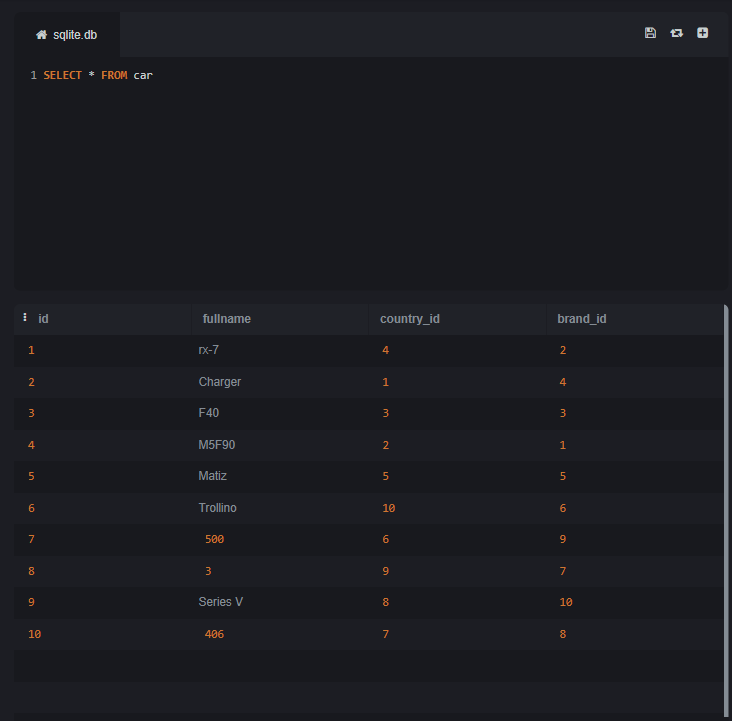 sqlite.db
1 SELECT * FROM car
id fullname country_id brand_id
1 rx-7 4 2
2 Charger 1 4
3 F40 3 3
4 M5F90 2 1
5 Matiz 5 5
6 Trollino 10 6
7 500 6 9
8 3 9 7
9 Series V 8 10
10 406 7 8